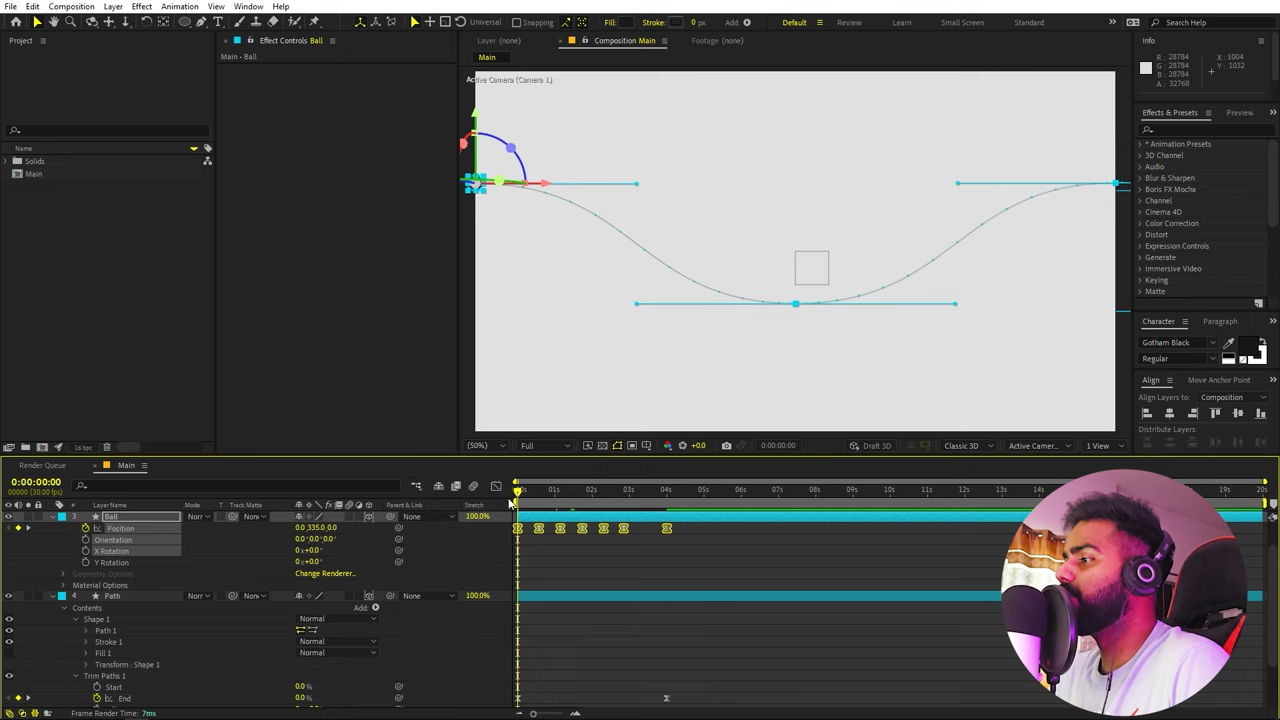 File Edit Composition Layer Effect Animation View Window Help
Universal Snapping Fill: Stroke: 0 px Add: Default Review Learn Small Screen Standard Search Help
Project Effect Controls Ball Layer (none) Composition Main Footage (none) Info
Main • Ball Main
R: 28784 X: 1004
G: 28784 Y: 1032
B: 28784
A: 32768
Active Camera (Camera 1)
Effects & Presets Preview
Name
Solids
Main
* Animation Presets
3D Channel
Audio
Blur & Sharpen
Boris FX Mocha
Channel
Cinema 4D
Color Correction
Distort
Expression Controls
Generate
Immersive Video
Keying
Matte
Character Paragraph
Gotham Black
Regular
Align Move Anchor Point
Align Layers to: Composition
Distribute Layers:
16 bpc (50%) Full +0.0 0:00:00:00 Draft 3D Classic 3D Active Camer... 1 View
Render Queue Main
0:00:00:00
00000 (30.00 fps)
01s 02s 03s 04s 05s 06s 07s 08s 09s 10s 11s 12s 19s 20s
Layer Name Mode Track Matte Parent & Link Stretch
3 Ball None 100.0%
Position 0.0,335.0,0.0
Orientation 0.0°,0.0°,0.0°
X Rotation 0x+0.0°
Y Rotation 0x+0.0°
Geometry Options Change Renderer...
Material Options
4 Path None 100.0%
Contents Add:
Shape 1 Normal
Path 1
Stroke 1 Normal
Fill 1 Normal
Transform: Shape 1
Trim Paths 1
Start 0.0 %
End 0.0 %
Frame Render Time: 7ms